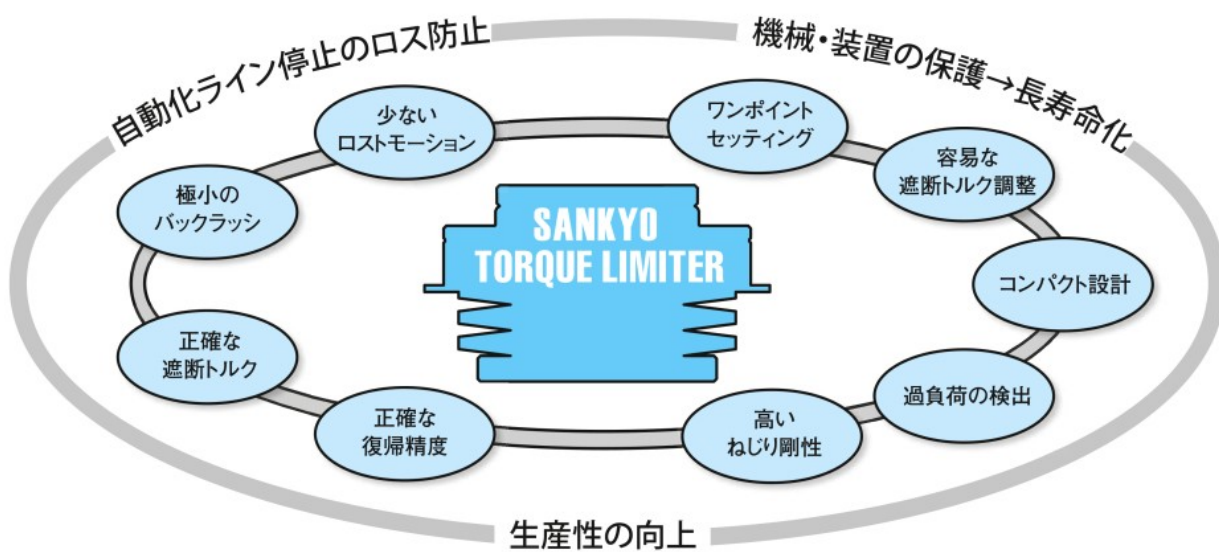 自動化ライン停止のロス防止
機械・装置の保護→長寿命化
少ない
ロストモーション
ワンポイント
セッティング
極小の
バックラッシ
容易な
遮断トルク調整
SANKYO
TORQUE LIMITER
コンパクト設計
正確な
遮断トルク
過負荷の検出
正確な
復帰精度
高い
ねじり剛性
生産性の向上